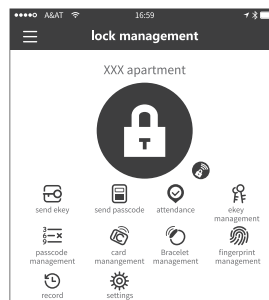 A&AT 16:59
lock management
XXX apartment
send ekey send passcode attendance ekey
management
passcode card Bracelet fingerprint
management manangement management management
record settings